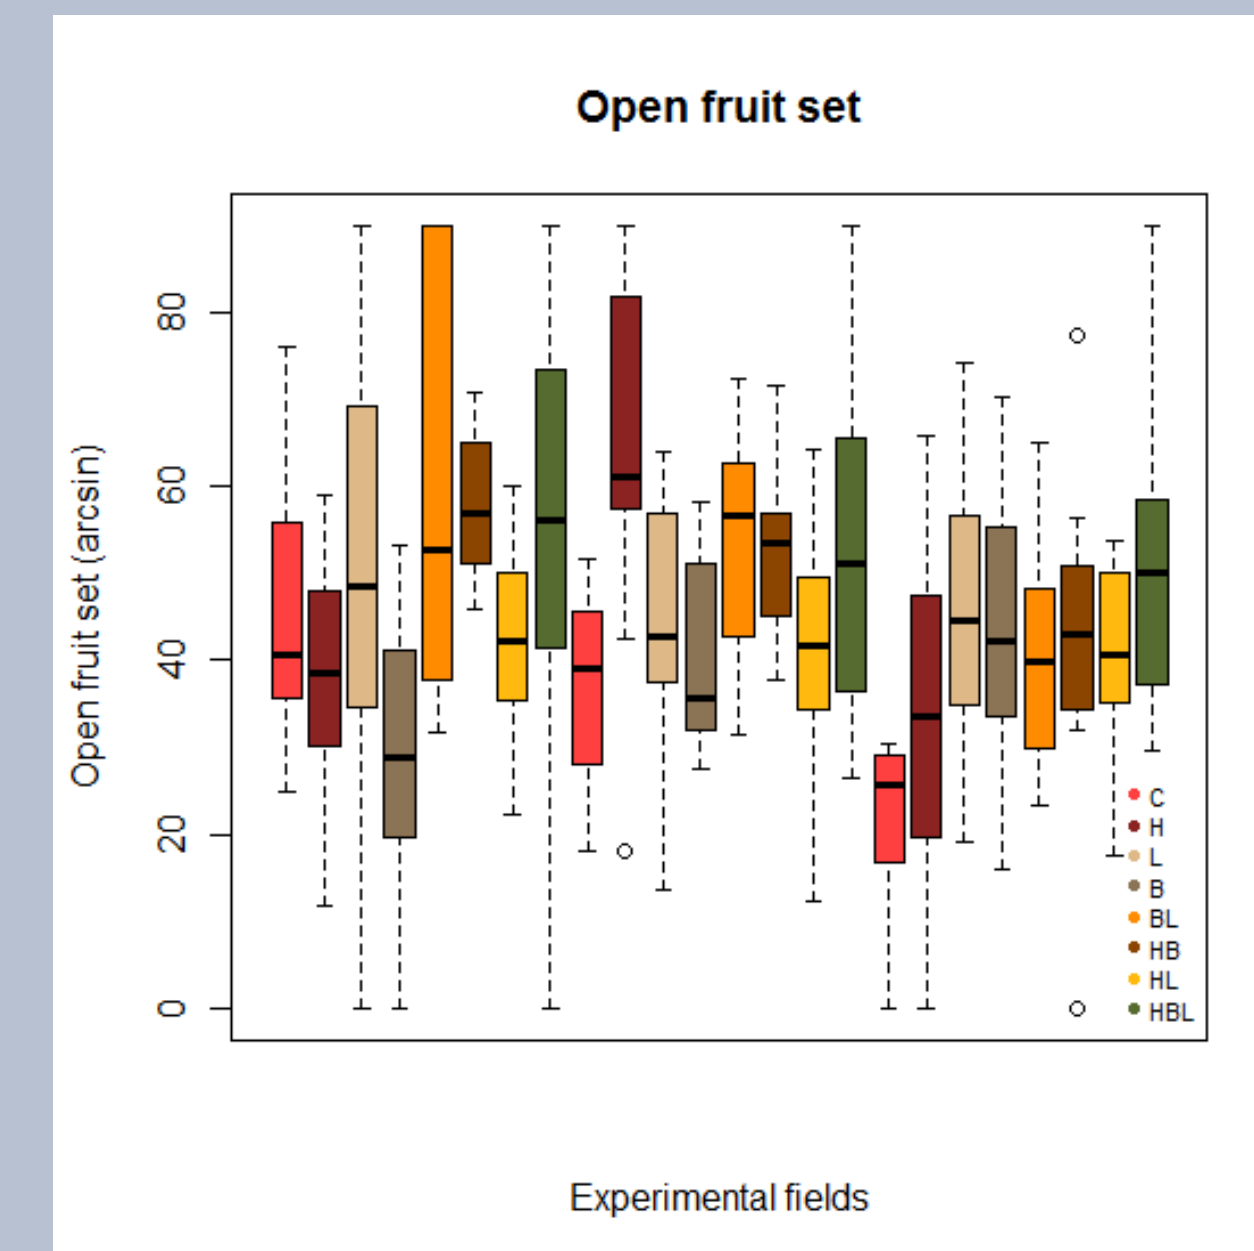 Open fruit set
Open fruit set (arcsin)
80
60
40
20
0
C
H
L
B
BL
HB
HL
HBL
Experimental fields